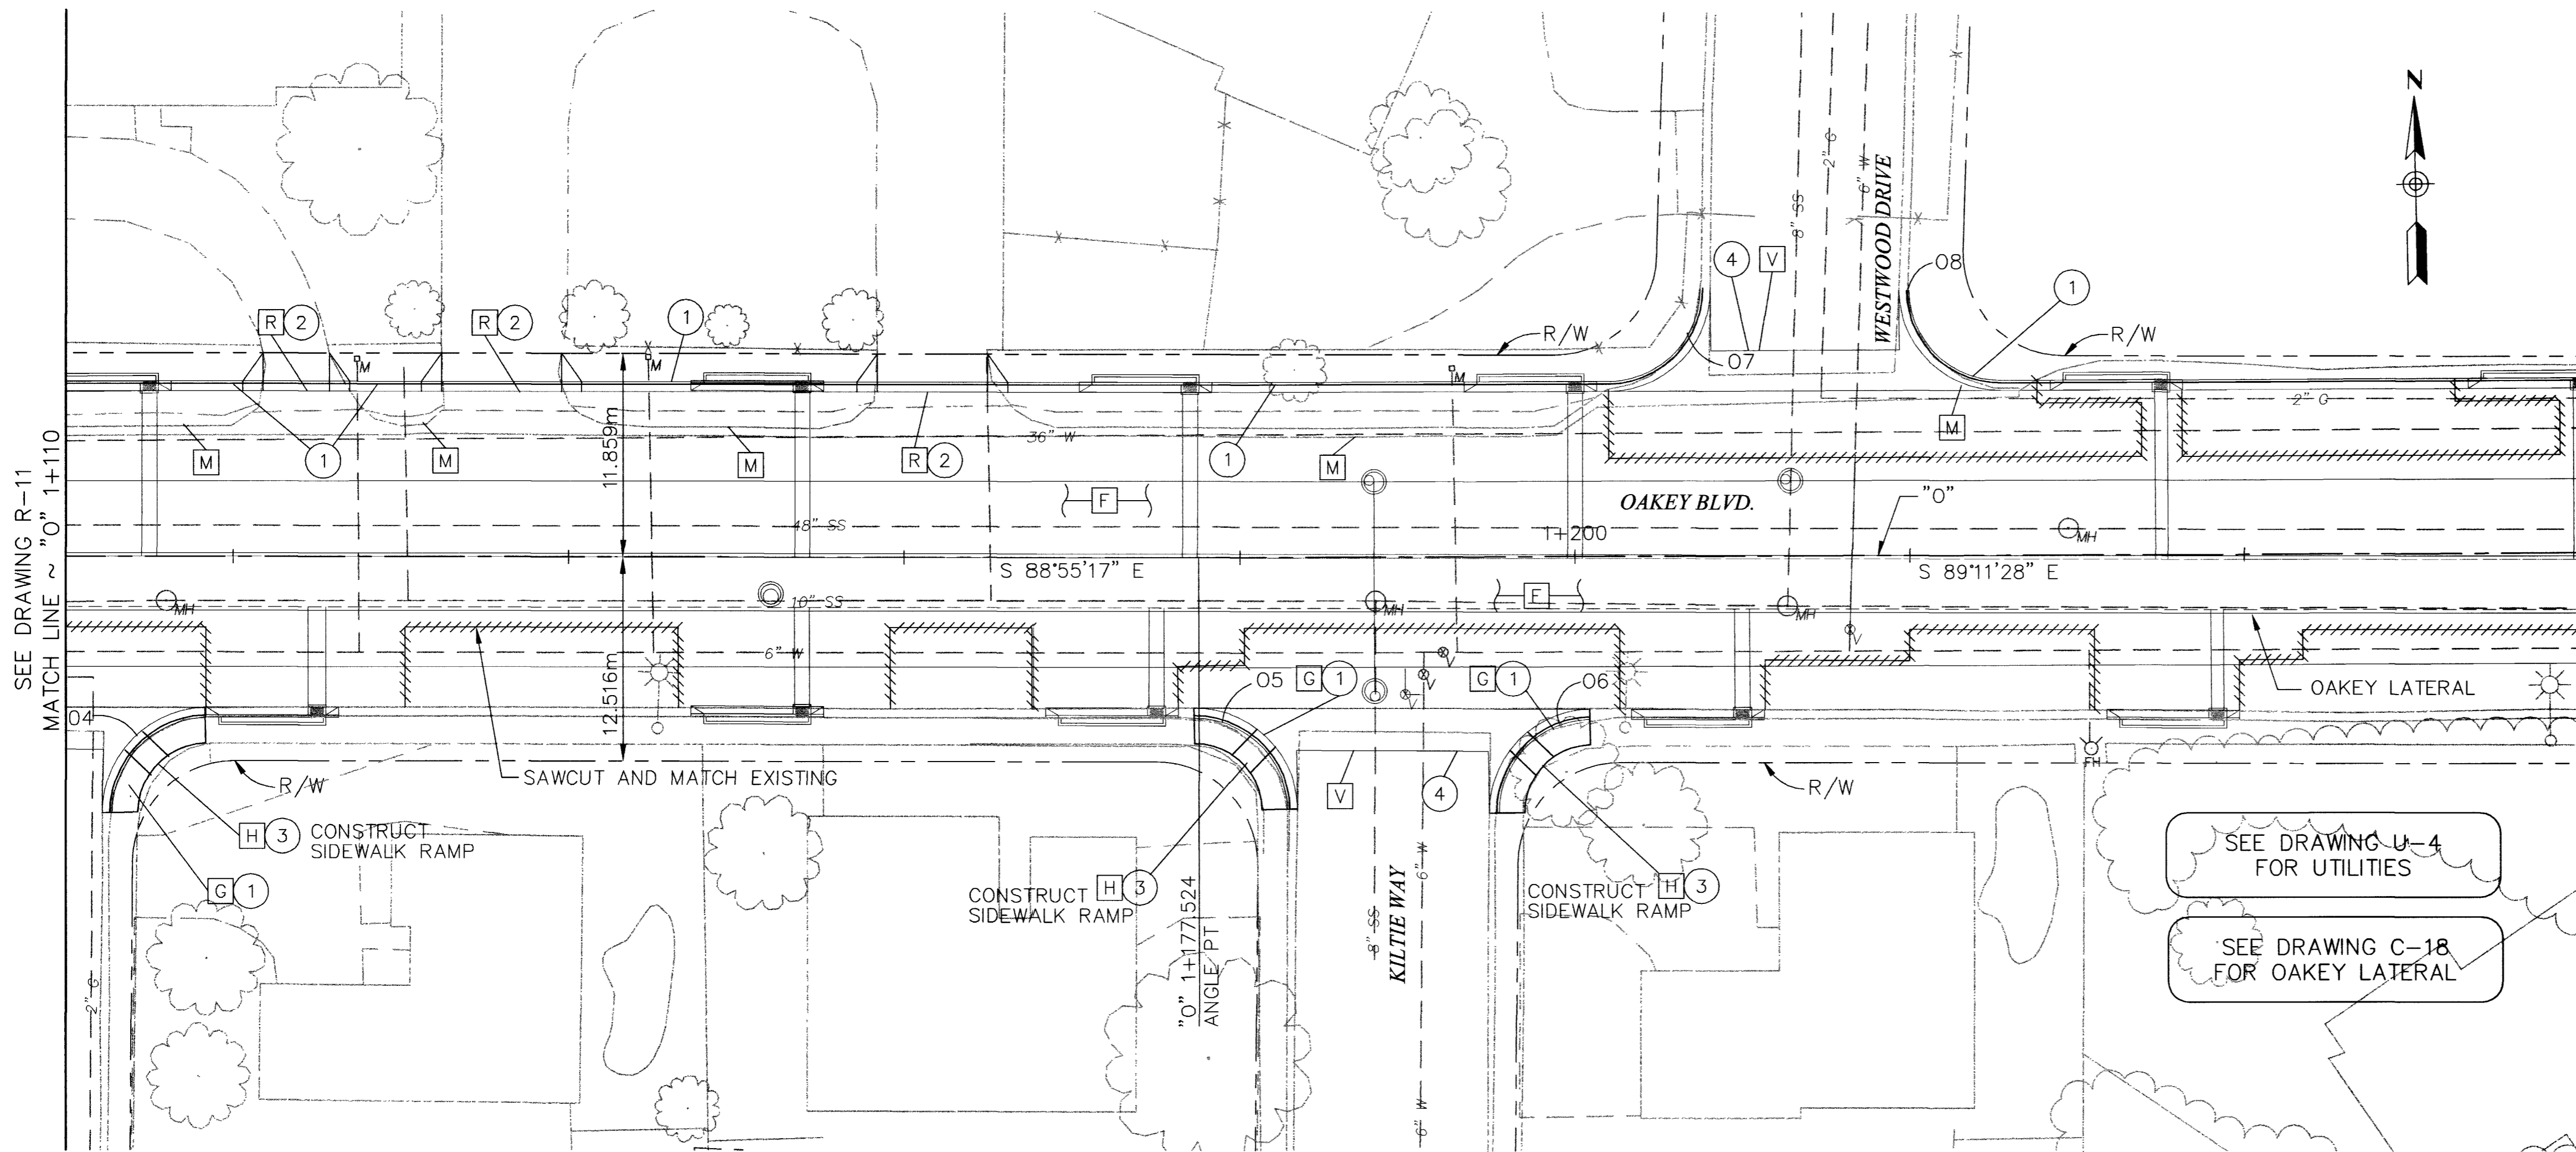 N
2" G
6" W
8" SS
WESTWOOD DRIVE
4
V
08
1
R 2
R 2
1
R/W
R/W
07
M
M
M
2" G
SEE DRAWING R-11
MATCH LINE ~ "O" 1+110
M
1
M
M
11.859m
R 2
36" W
1
M
M
F
OAKEY BLVD.
"O"
48" SS
1+200
MH
S 88°55'17" E
S 89°11'28" E
MH
10" SS
MH
F
MH
V
6" W
V
V
V
12.516m
04
05
G 1
G 1
06
OAKEY LATERAL
R/W
SAWCUT AND MATCH EXISTING
V
4
R/W
FH
H 3
CONSTRUCT
SIDEWALK RAMP
G 1
CONSTRUCT
SIDEWALK RAMP
H 3
CONSTRUCT
SIDEWALK RAMP
H 3
SEE DRAWING U-4
FOR UTILITIES
SEE DRAWING C-18
FOR OAKEY LATERAL
"O" 1+177.524
ANGLE PT
8" SS
KILTIE WAY
6" W
6" W
2" G